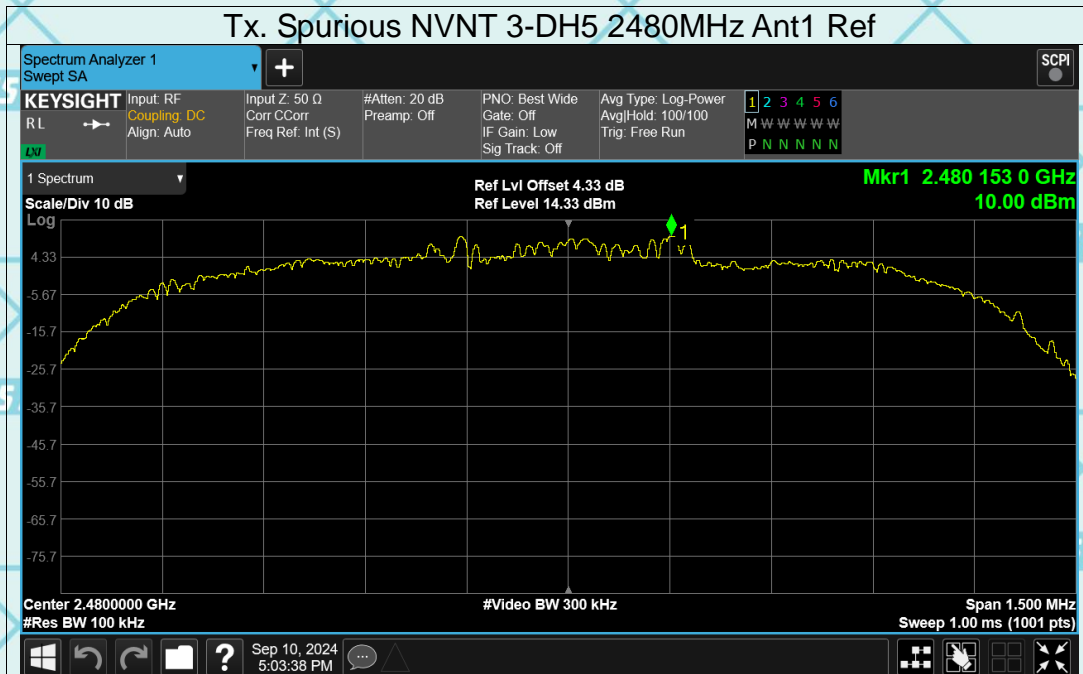 Tx. Spurious NVNT 3-DH5 2480MHz Ant1 Ref
Spectrum Analyzer 1
Swept SA
+
SCPI
KEYSIGHT
RL
LXI
Input: RF
Coupling: DC
Align: Auto
Input Z: 50 Ω
Corr CCorr
Freq Ref: Int (S)
#Atten: 20 dB
Preamp: Off
PNO: Best Wide
Gate: Off
IF Gain: Low
Sig Track: Off
Avg Type: Log-Power
Avg|Hold: 100/100
Trig: Free Run
1 2 3 4 5 6
M W W W W W
P N N N N N
1 Spectrum
Scale/Div 10 dB
Ref Lvl Offset 4.33 dB
Ref Level 14.33 dBm
Mkr1 2.480 153 0 GHz
10.00 dBm
Log
1
4.33
-5.67
-15.7
-25.7
-35.7
-45.7
-55.7
-65.7
-75.7
Center 2.4800000 GHz
#Video BW 300 kHz
Span 1.500 MHz
#Res BW 100 kHz
Sweep 1.00 ms (1001 pts)
?
Sep 10, 2024
5:03:38 PM